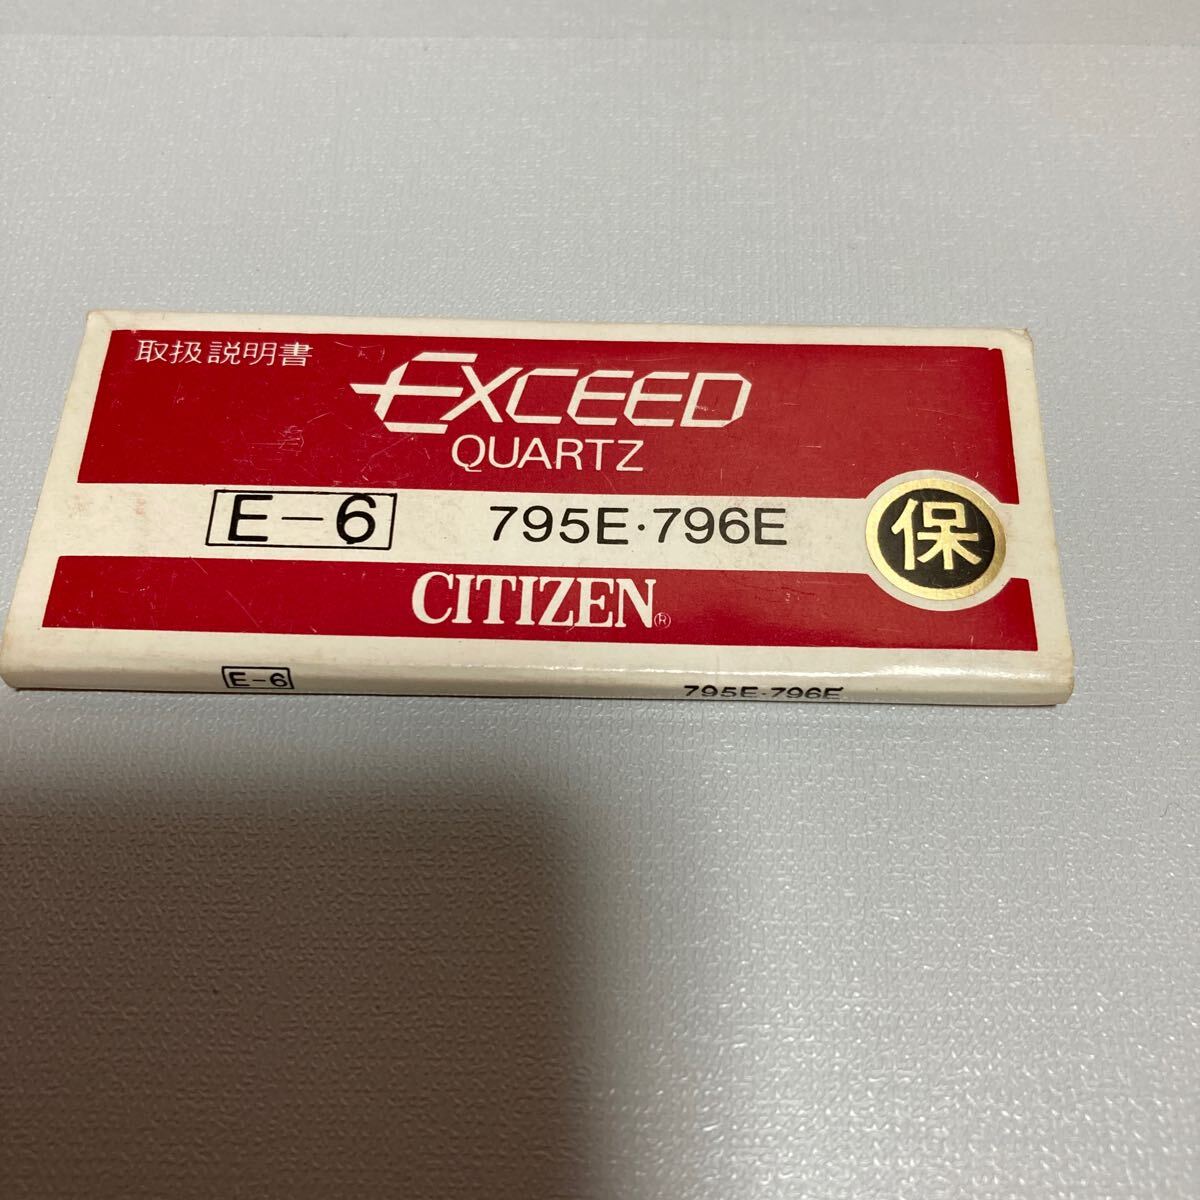 取扱説明書
EXCEED
QUARTZ
E-6 795E·796E
保
CITIZEN®
E-6 795E·796E